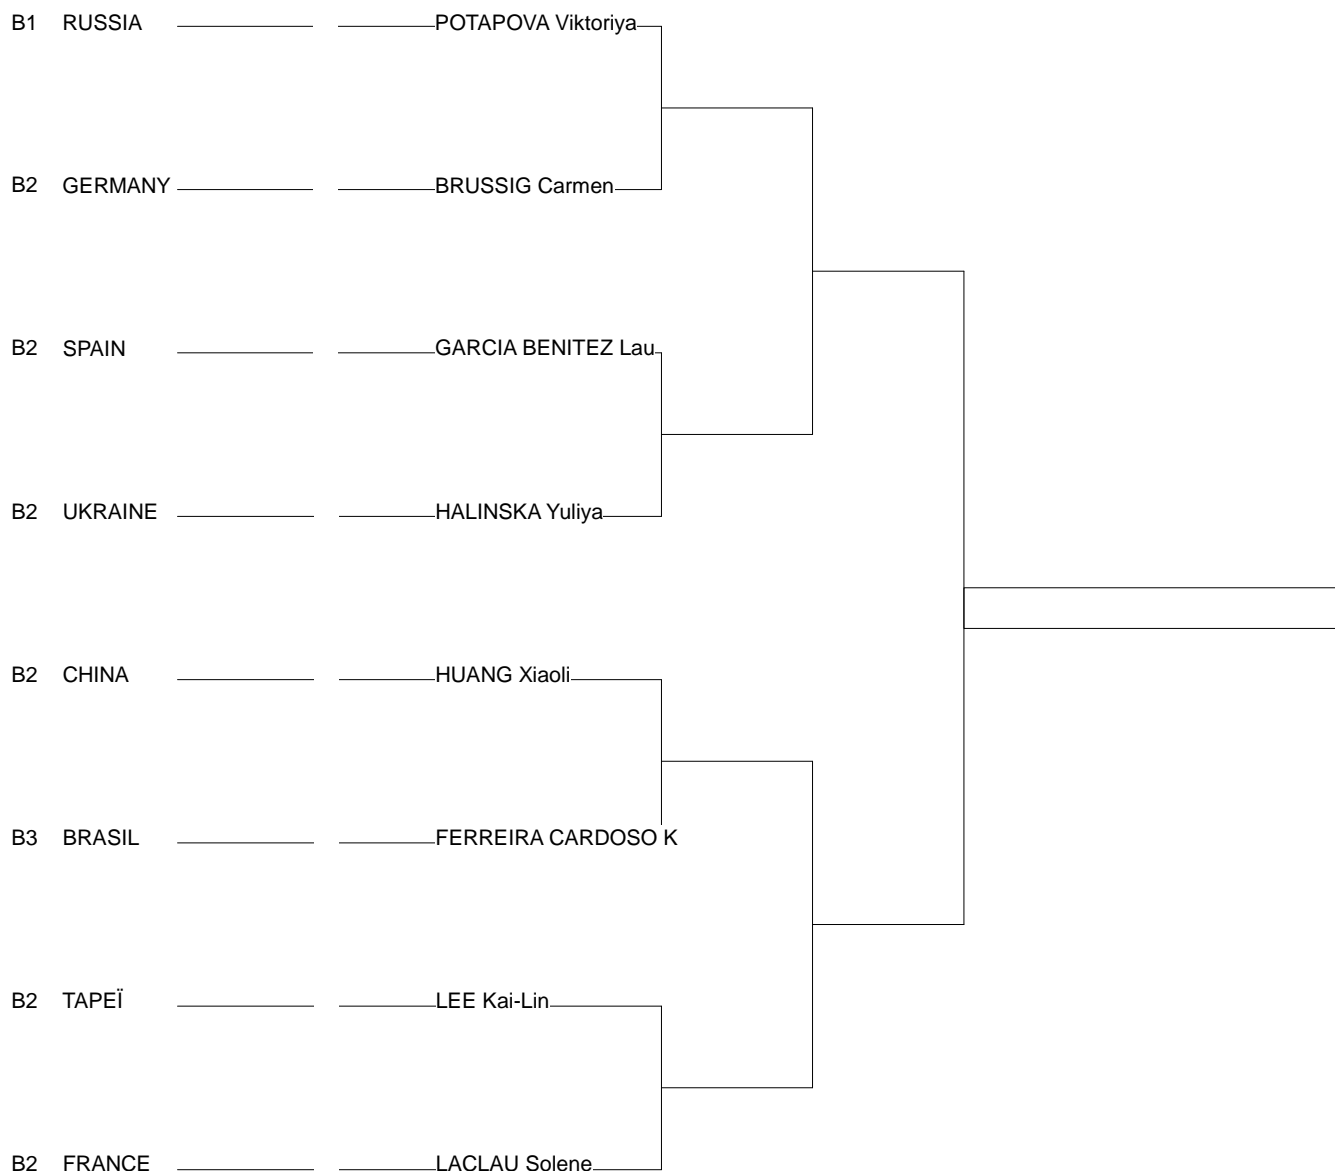 B1 RUSSIA POTAPOVA Viktoriya
B2 GERMANY BRUSSIG Carmen
B2 SPAIN GARCIA BENITEZ Lau
B2 UKRAINE HALINSKA Yuliya
B2 CHINA HUANG Xiaoli
B3 BRASIL FERREIRA CARDOSO K
B2 TAPEÏ LEE Kai-Lin
B2 FRANCE LACLAU Solene